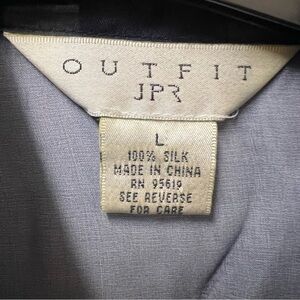 OUTFIT
JPR
L
100% SILK
MADE IN CHINA
RN 95619
SEE REVERSE
FOR CARE